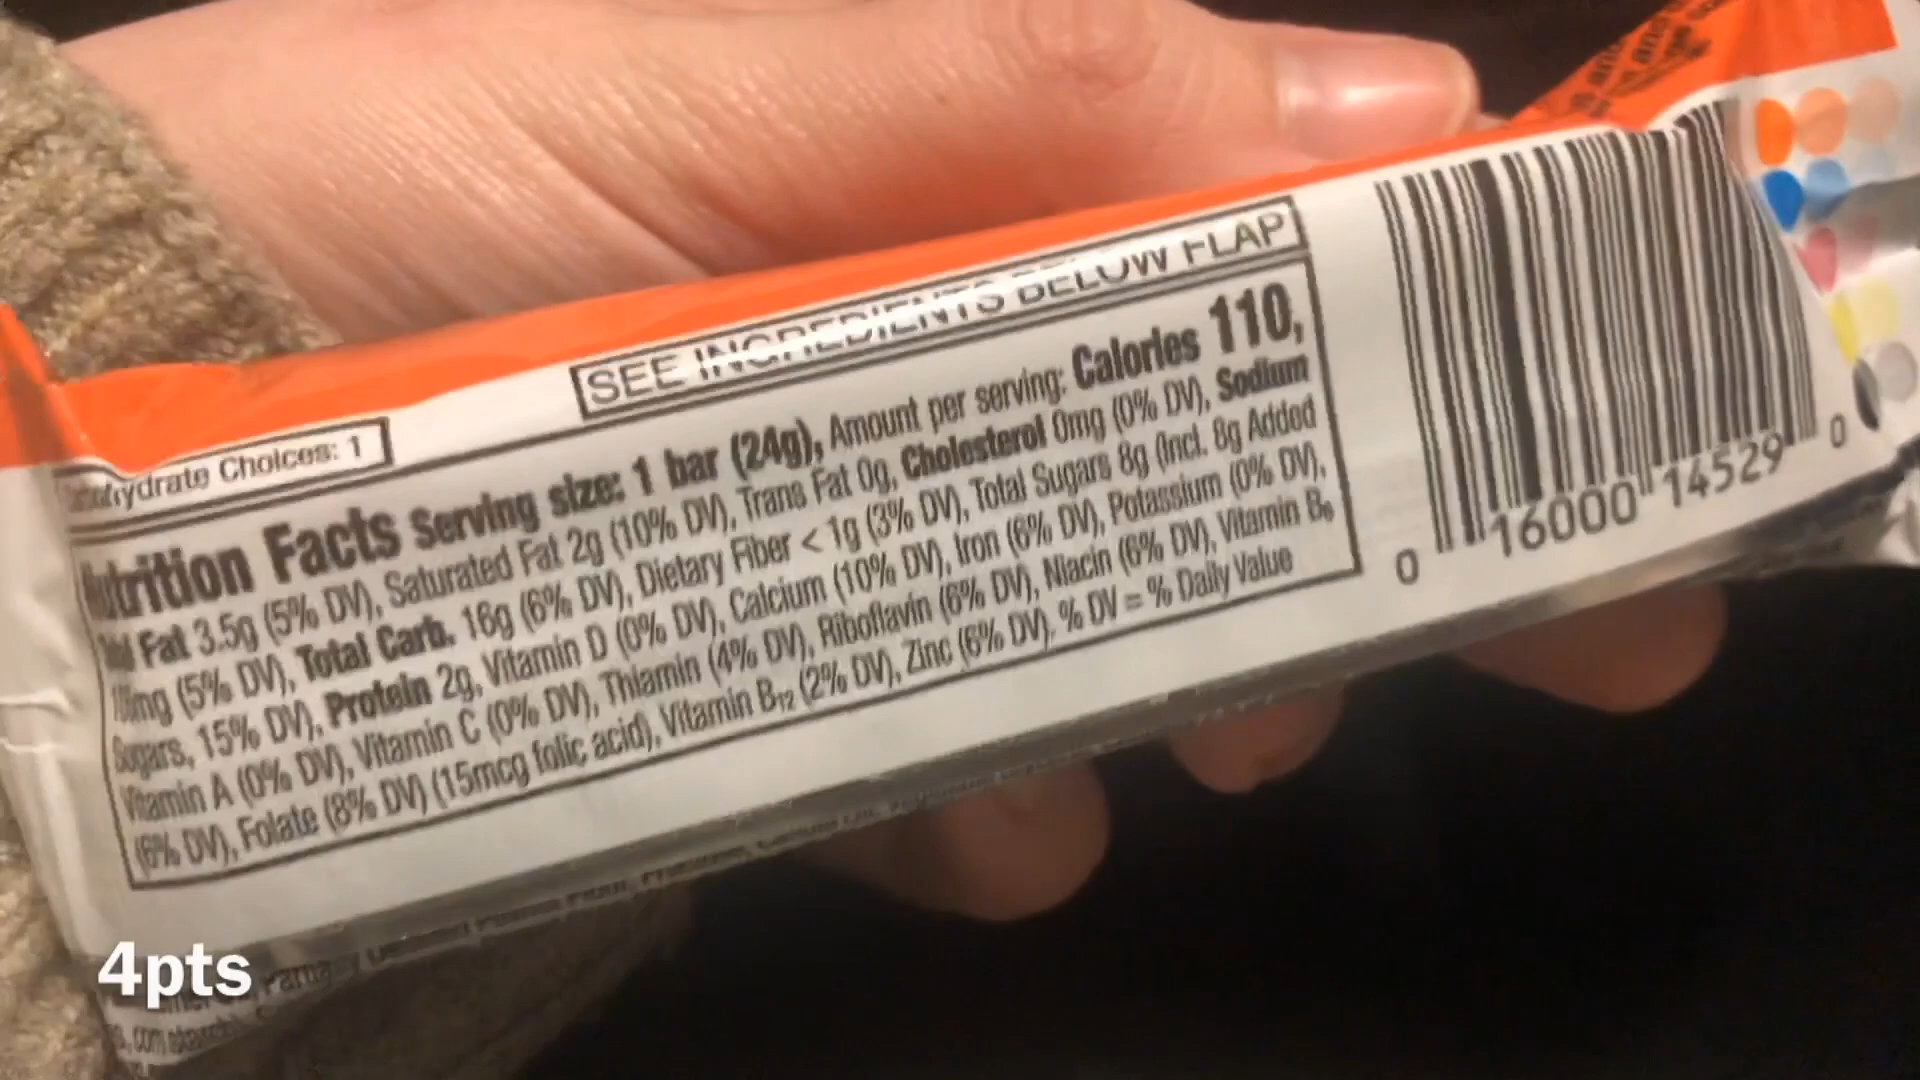 SEE INGREDIENTS BELOW FLAP
Choices: 1
Nutrition Facts Serving size: 1 bar (24g), Amount per serving: Calories 110,
Fat 3.5g (5% DV), Saturated Fat 2g (10% DV), Trans Fat 0g, Cholesterol 0mg (0% DV), Sodium
(5% DV), Total Carb. 16g (6% DV), Dietary Fiber < 1g (3% DV), Total Sugars 8g (Incl. 8g Added
Sugars, 15% DV), Protein 2g, Vitamin D (0% DV), Calcium (10% DV), Iron (6% DV), Potassium (0% DV),
Vitamin A (0% DV), Vitamin C (0% DV), Thiamin (4% DV), Riboflavin (6% DV), Niacin (6% DV), Vitamin B₆
(6% DV), Folate (8% DV) (15mcg folic acid), Vitamin B₁₂ (2% DV), Zinc (6% DV). % DV = % Daily Value
0 16000 14529 0
4pts